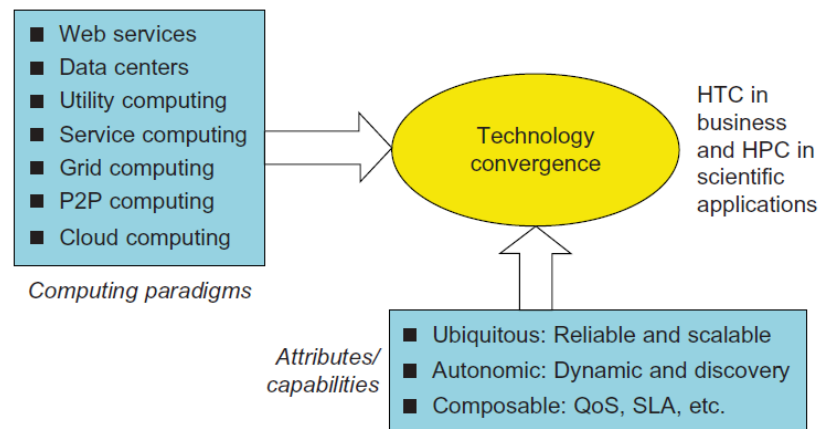 Web services
Data centers
Utility computing
Service computing
Grid computing
P2P computing
Cloud computing
Computing paradigms
Technology
convergence
HTC in
business
and HPC in
scientific
applications
Attributes/
capabilities
Ubiquitous: Reliable and scalable
Autonomic: Dynamic and discovery
Composable: QoS, SLA, etc.